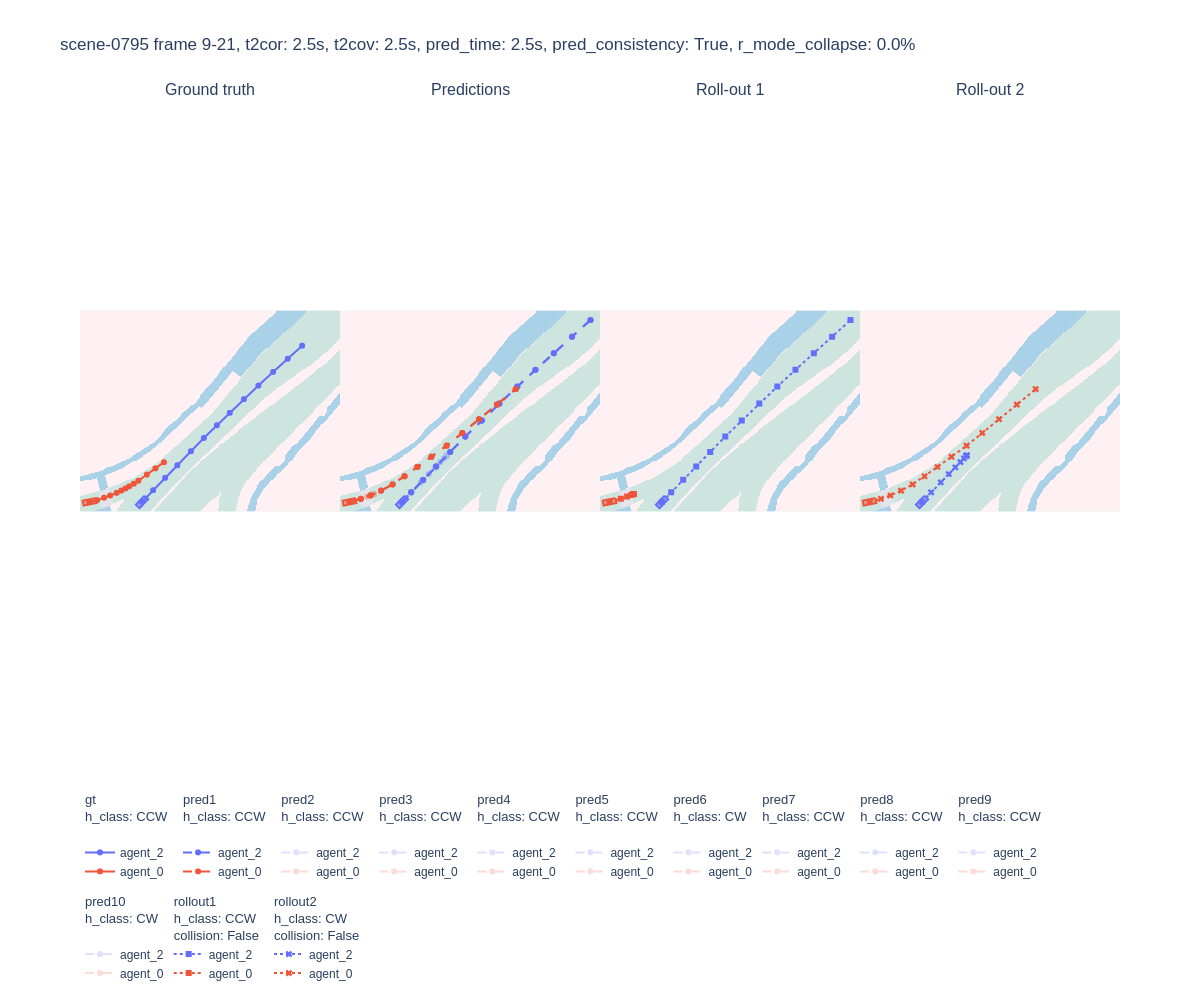 scene-0795 frame 9-21, t2cor: 2.5s, t2cov: 2.5s, pred_time: 2.5s, pred_consistency: True, r_mode_collapse: 0.0%
Ground truth Predictions Roll-out 1 Roll-out 2
gt pred1 pred2 pred3 pred4 pred5 pred6 pred7 pred8 pred9
h_class: CCW h_class: CCW h_class: CCW h_class: CCW h_class: CCW h_class: CCW h_class: CW h_class: CCW h_class: CCW h_class: CCW
agent_2 agent_2 agent_2 agent_2 agent_2 agent_2 agent_2 agent_2 agent_2 agent_2
agent_0 agent_0 agent_0 agent_0 agent_0 agent_0 agent_0 agent_0 agent_0 agent_0
pred10 rollout1 rollout2
h_class: CW h_class: CCW h_class: CW
collision: False collision: False
agent_2 agent_2 agent_2
agent_0 agent_0 agent_0